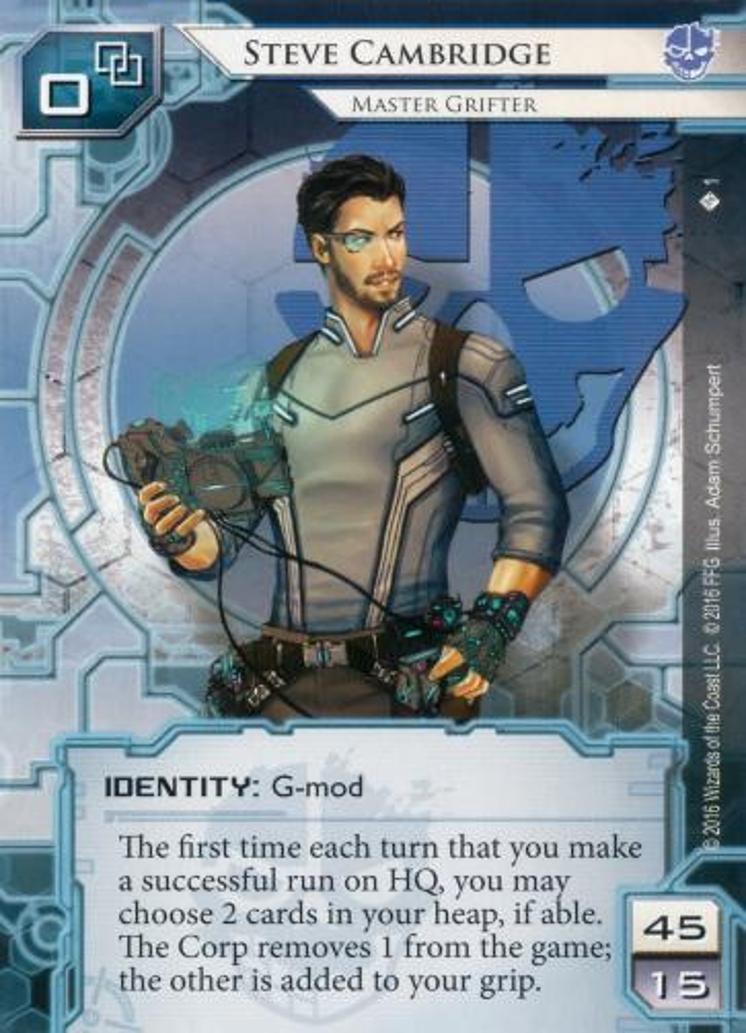 STEVE CAMBRIDGE
MASTER GRIFTER
0
1
© 2016 Wizards of the Coast LLC. © 2016 FFG Illus. Adam Schumpert
IDENTITY: G-mod
The first time each turn that you make
a successful run on HQ, you may
choose 2 cards in your heap, if able.
The Corp removes 1 from the game;
the other is added to your grip.
45
15